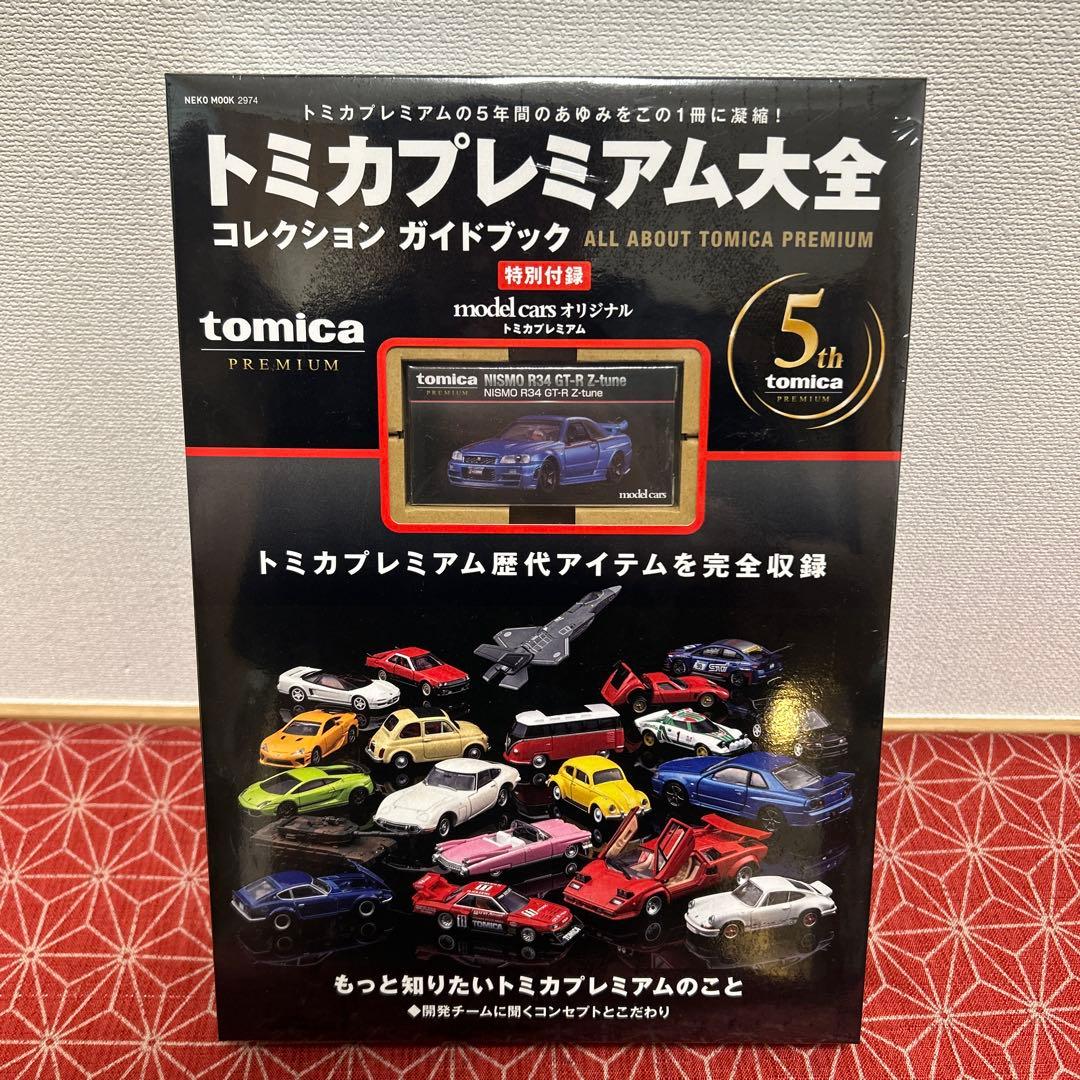 NEKO MOOK 2974
トミカプレミアムの5年間のあゆみをこの1冊に凝縮!
トミカプレミアム大全
コレクション ガイドブック ALL ABOUT TOMICA PREMIUM
特別付録
model cars オリジナル
トミカプレミアム
tomica
PREMIUM
5th
tomica
PREMIUM
tomica NISMO R34 GT-R Z-tune
PREMIUM NISMO R34 GT-R Z-tune
model cars
トミカプレミアム歴代アイテムを完全収録
TOMICA
もっと知りたいトミカプレミアムのこと
◆開発チームに聞くコンセプトとこだわり